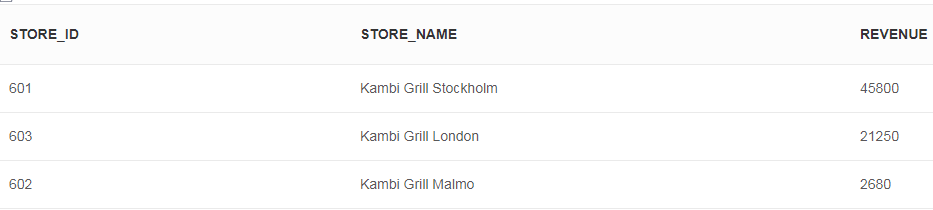 STORE_ID STORE_NAME REVENUE
601 Kambi Grill Stockholm 45800
603 Kambi Grill London 21250
602 Kambi Grill Malmo 2680